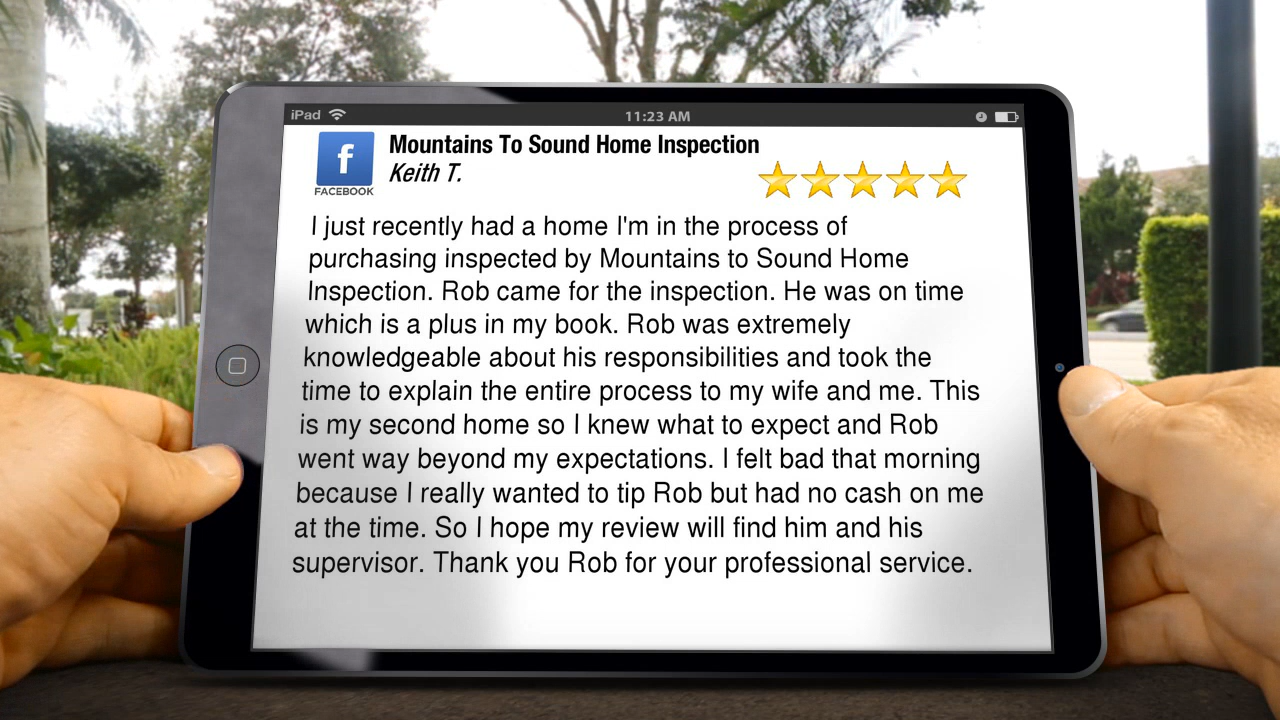 iPad
11:23 AM
f
FACEBOOK
Mountains To Sound Home Inspection
Keith T.
I just recently had a home I'm in the process of
purchasing inspected by Mountains to Sound Home
Inspection. Rob came for the inspection. He was on time
which is a plus in my book. Rob was extremely
knowledgeable about his responsibilities and took the
time to explain the entire process to my wife and me. This
is my second home so I knew what to expect and Rob
went way beyond my expectations. I felt bad that morning
because I really wanted to tip Rob but had no cash on me
at the time. So I hope my review will find him and his
supervisor. Thank you Rob for your professional service.